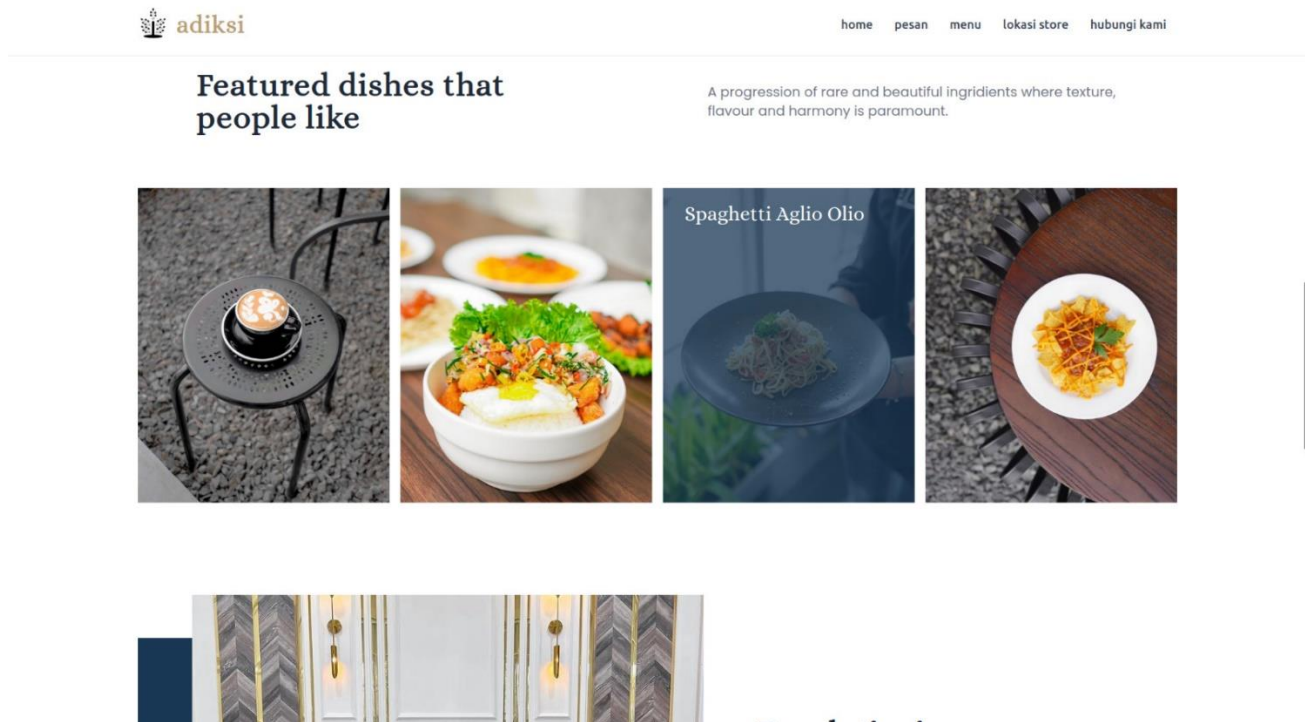 adiksi
home pesan menu lokasi store hubungi kami
Featured dishes that
people like
A progression of rare and beautiful ingridients where texture,
flavour and harmony is paramount.
Spaghetti Aglio Olio